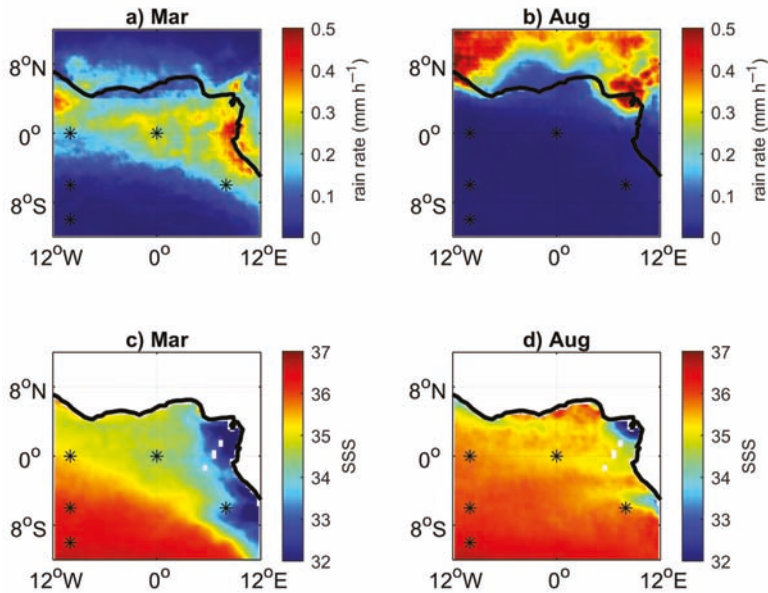 a) Mar
8°N
0°
8°S
12°W
0°
12°E
0.5
0.4
0.3
0.2
0.1
0
rain rate (mm h⁻¹)
b) Aug
8°N
0°
8°S
12°W
0°
12°E
0.5
0.4
0.3
0.2
0.1
0
rain rate (mm h⁻¹)
c) Mar
8°N
0°
8°S
12°W
0°
12°E
37
36
35
34
33
32
SSS
d) Aug
8°N
0°
8°S
12°W
0°
12°E
37
36
35
34
33
32
SSS